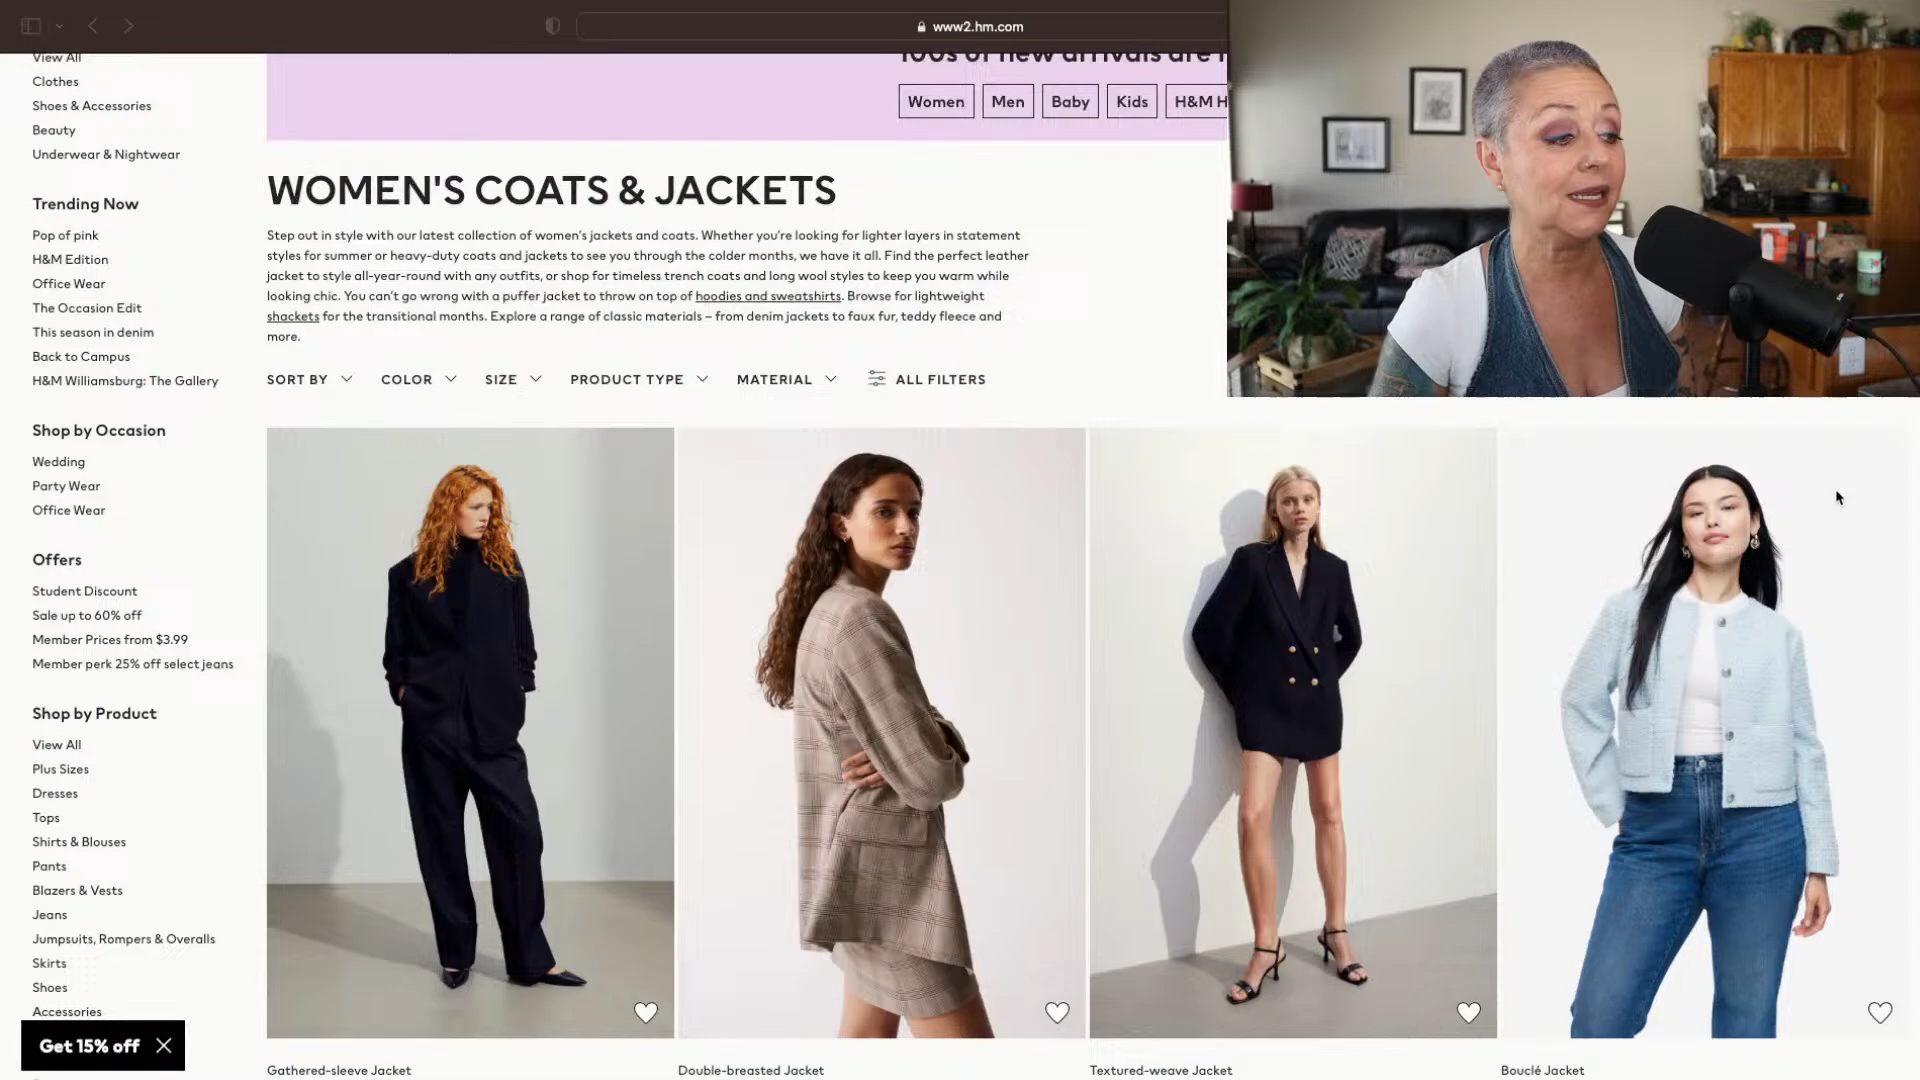 www2.hm.com
View All
Clothes
Shoes & Accessories
Beauty
Underwear & Nightwear
Trending Now
Pop of pink
H&M Edition
Office Wear
The Occasion Edit
This season in denim
Back to Campus
H&M Williamsburg: The Gallery
Shop by Occasion
Wedding
Party Wear
Office Wear
Offers
Student Discount
Sale up to 60% off
Member Prices from $3.99
Member perk 25% off select jeans
Shop by Product
View All
Plus Sizes
Dresses
Tops
Shirts & Blouses
Pants
Blazers & Vests
Jeans
Jumpsuits, Rompers & Overalls
Skirts
Shoes
Accessories
Get 15% off
100s of new arrivals are
Women Men Baby Kids H&M H
WOMEN'S COATS & JACKETS
Step out in style with our latest collection of women's jackets and coats. Whether you're looking for lighter layers in statement
styles for summer or heavy-duty coats and jackets to see you through the colder months, we have it all. Find the perfect leather
jacket to style all-year-round with any outfits, or shop for timeless trench coats and long wool styles to keep you warm while
looking chic. You can't go wrong with a puffer jacket to throw on top of hoodies and sweatshirts. Browse for lightweight
shackets for the transitional months. Explore a range of classic materials – from denim jackets to faux fur, teddy fleece and
more.
SORT BY COLOR SIZE PRODUCT TYPE MATERIAL ALL FILTERS
Gathered-sleeve Jacket
Double-breasted Jacket
Textured-weave Jacket
Bouclé Jacket